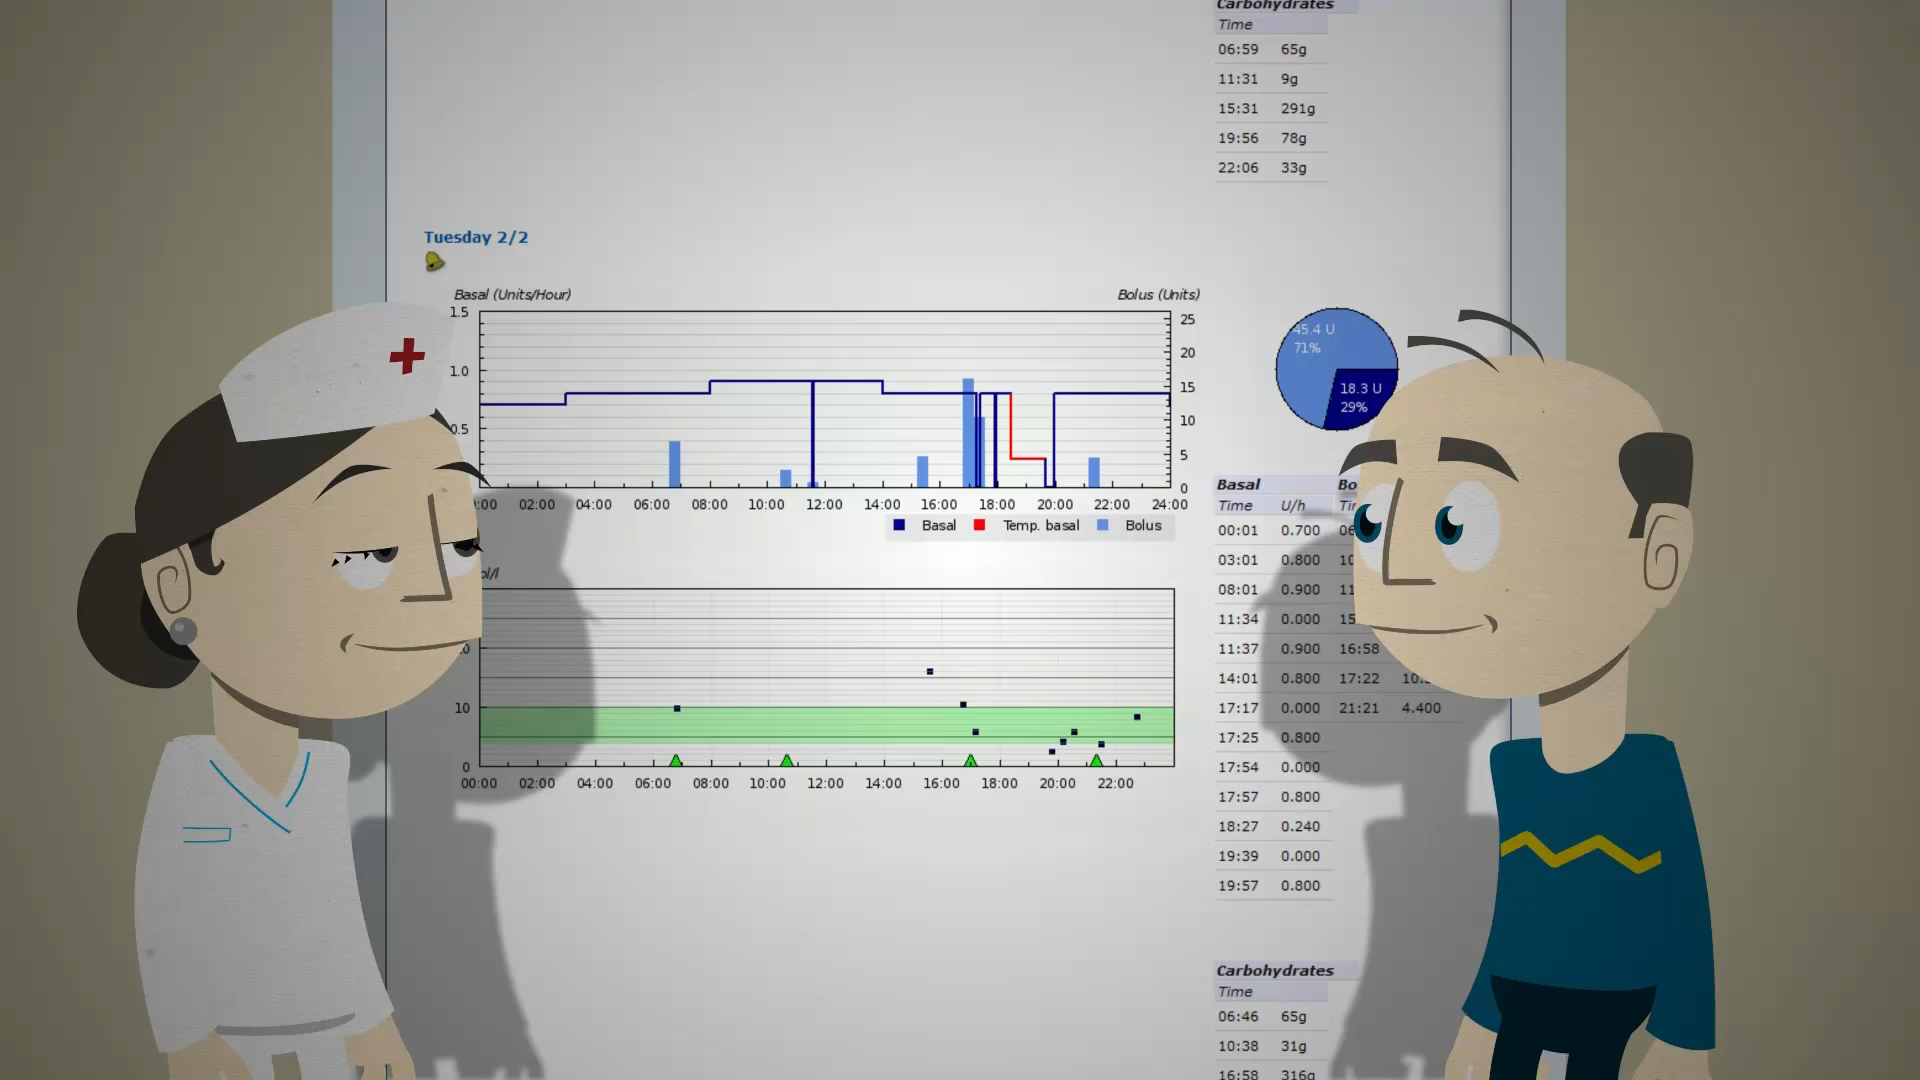 Carbohydrates
Time
06:59 65g
11:31 9g
15:31 291g
19:56 78g
22:06 33g
Tuesday 2/2
Basal (Units/Hour) Bolus (Units)
1.5
1.0
0.5
25
20
15
10
5
0
02:00 04:00 06:00 08:00 10:00 12:00 14:00 16:00 18:00 20:00 22:00 24:00
Basal Temp. basal Bolus
45.4 U
71%
18.3 U
29%
10
0
00:00 02:00 04:00 06:00 08:00 10:00 12:00 14:00 16:00 18:00 20:00 22:00
Basal
Time U/h
00:01 0.700
03:01 0.800
08:01 0.900
11:34 0.000
11:37 0.900 16:58
14:01 0.800 17:22
17:17 0.000 21:21 4.400
17:25 0.800
17:54 0.000
17:57 0.800
18:27 0.240
19:39 0.000
19:57 0.800
Carbohydrates
Time
06:46 65g
10:38 31g
16:58 316g